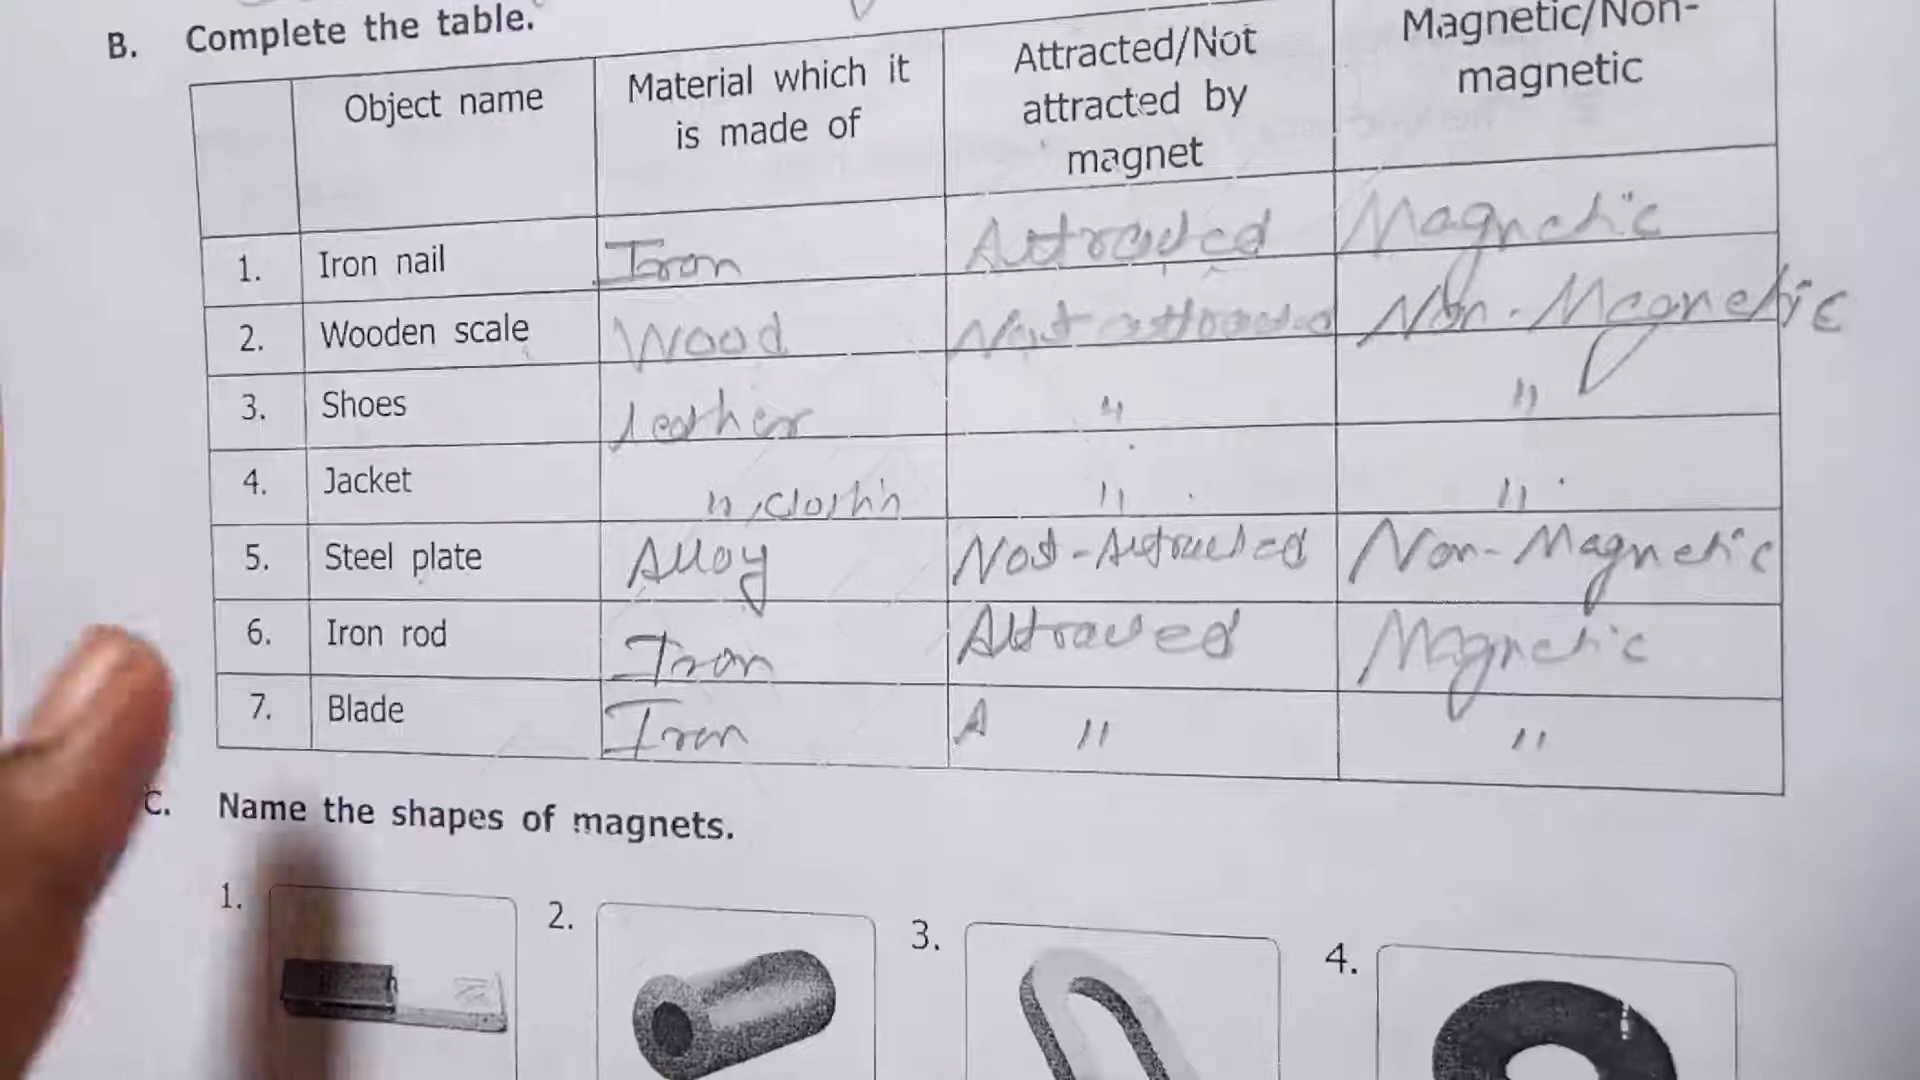 B. Complete the table.
Object name
Material which it
is made of
Attracted/Not
attracted by
magnet
Magnetic/Non-
magnetic
1. Iron nail Iron Attracted Magnetic
2. Wooden scale Wood Not attracted Non-Magnetic
3. Shoes leather " "
4. Jacket " , " "
5. Steel plate Alloy Not-Attracted Non-Magnetic
6. Iron rod Iron Attracted Magnetic
7. Blade Iron A " "
C. Name the shapes of magnets.
1. 2. 3. 4.
N